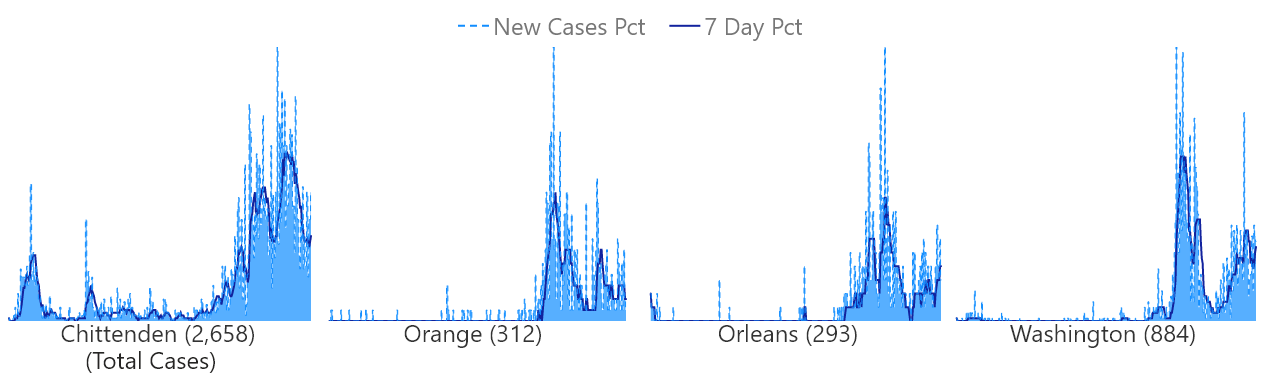 New Cases Pct 7 Day Pct
Chittenden (2,658) Orange (312) Orleans (293) Washington (884)
(Total Cases)